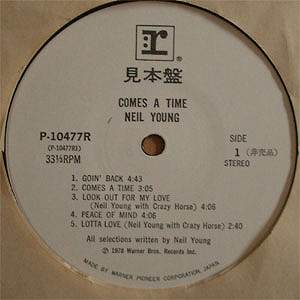 r
見本盤
COMES A TIME
NEIL YOUNG
P-10477R
(P-10477R1)
33⅓RPM
SIDE
1 (非売品)
STEREO
1. GOIN' BACK 4:43
2. COMES A TIME 3:05
3. LOOK OUT FOR MY LOVE
(Neil Young with Crazy Horse) 4:06
4. PEACE OF MIND 4:06
5. LOTTA LOVE (Neil Young with Crazy Horse) 2:40
All selections written by Neil Young
℗1978 Warner Bros. Records Inc.
MADE BY WARNER-PIONEER CORPORATION, JAPAN